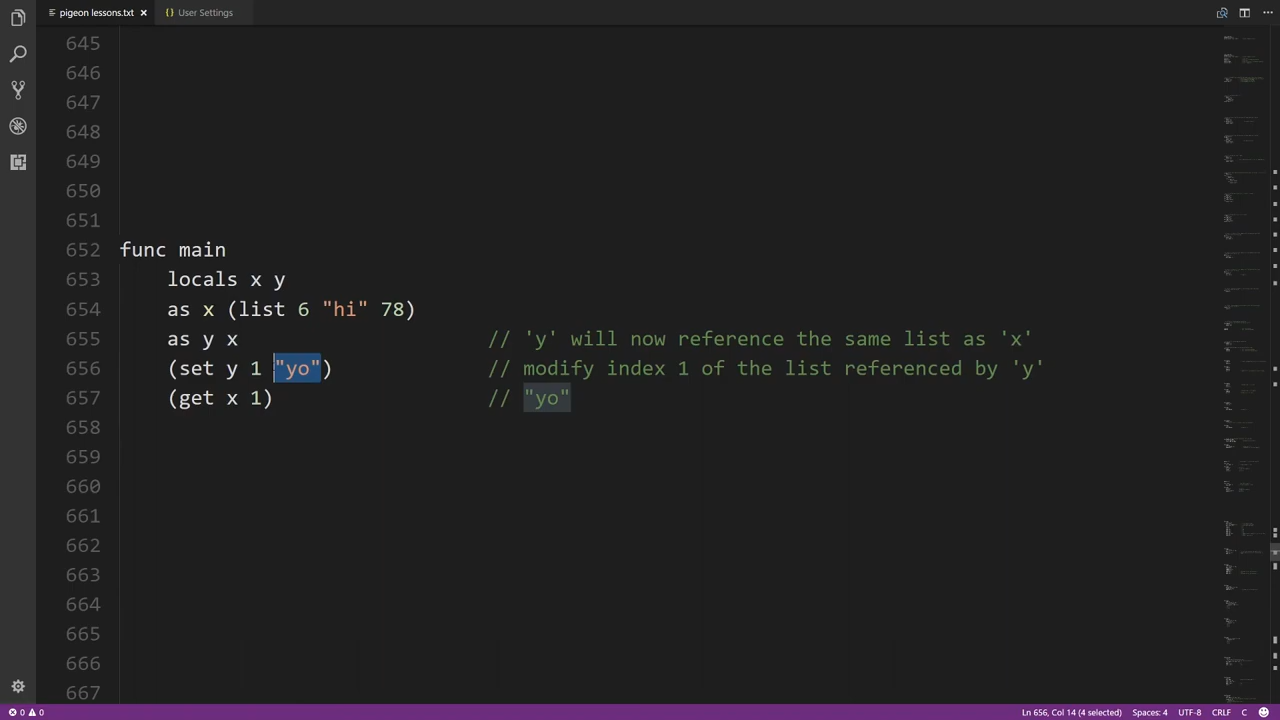 pigeon lessons.txt × {} User Settings
645
646
647
648
649
650
651
652 func main
653 locals x y
654 as x (list 6 "hi" 78)
655 as y x // 'y' will now reference the same list as 'x'
656 (set y 1 "yo") // modify index 1 of the list referenced by 'y'
657 (get x 1) // "yo"
658
659
660
661
662
663
664
665
666
667
0 0 Ln 656, Col 14 (4 selected) Spaces: 4 UTF-8 CRLF C